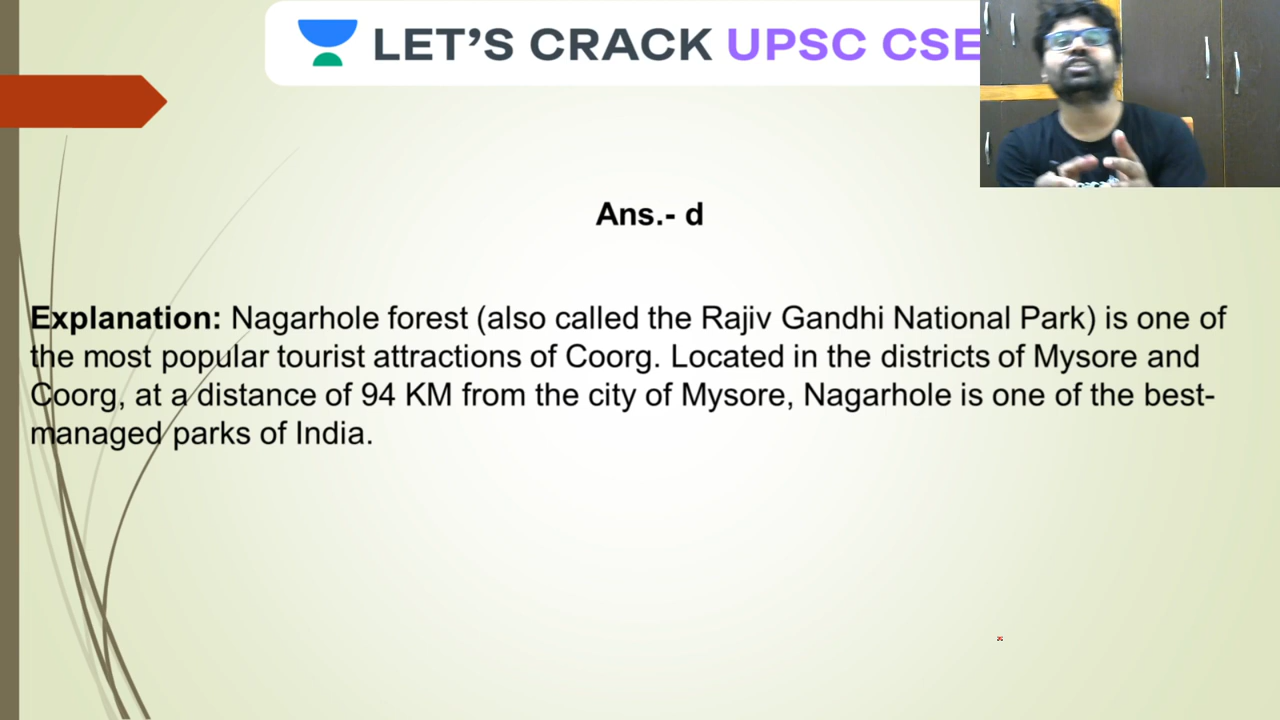 LET'S CRACK UPSC CSE
Ans.- d
Explanation: Nagarhole forest (also called the Rajiv Gandhi National Park) is one of
the most popular tourist attractions of Coorg. Located in the districts of Mysore and
Coorg, at a distance of 94 KM from the city of Mysore, Nagarhole is one of the best-
managed parks of India.